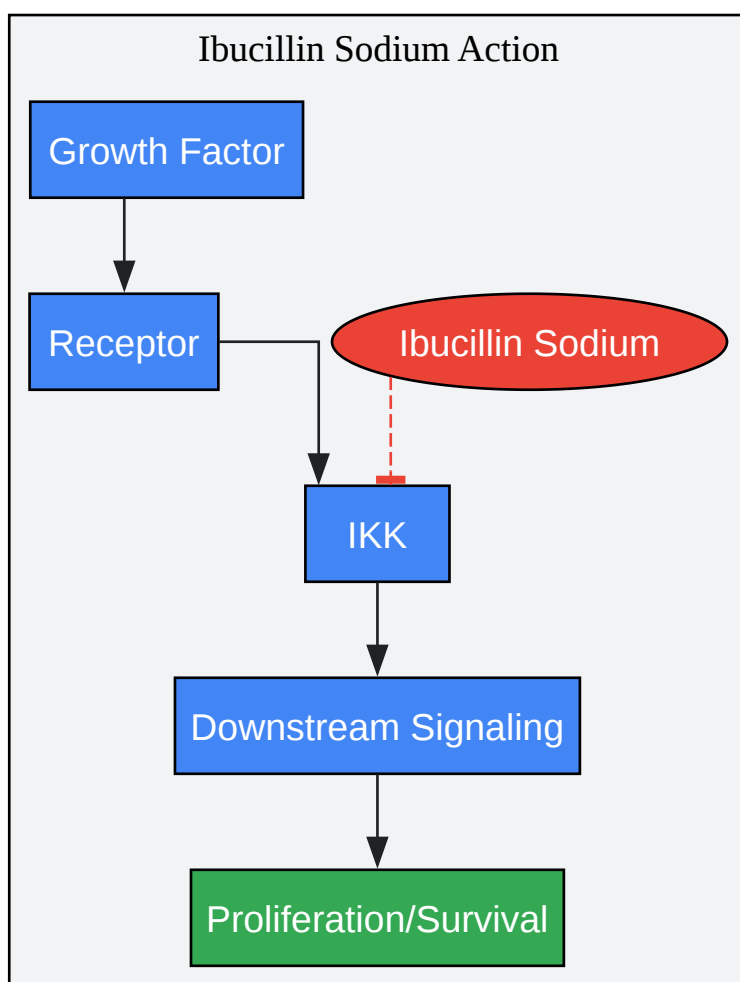 Ibucillin Sodium Action
Growth Factor
Receptor
Ibucillin Sodium
IKK
Downstream Signaling
Proliferation/Survival